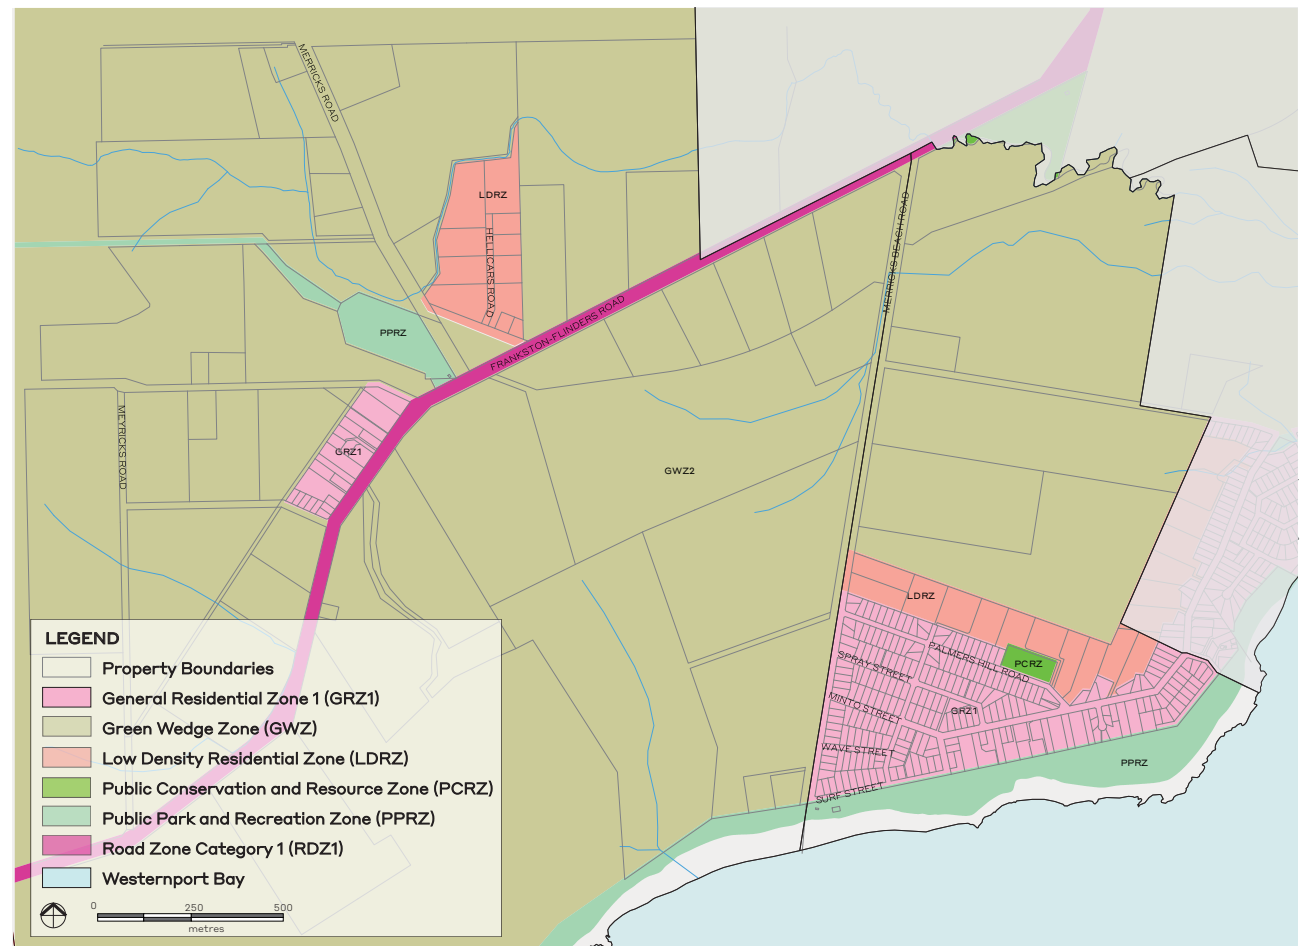 MERRICKS ROAD
LDRZ
HELLICARS ROAD
MERRICKS BEACH ROAD
PPRZ
FRANKSTON-FLINDERS ROAD
MEYRICKS ROAD
GRZ1
GWZ2
LDRZ
PALMERS HILL ROAD
PCRZ
SPRAY STREET
MINTO STREET
GRZ1
WAVE STREET
PPRZ
SURF STREET
LEGEND
Property Boundaries
General Residential Zone 1 (GRZ1)
Green Wedge Zone (GWZ)
Low Density Residential Zone (LDRZ)
Public Conservation and Resource Zone (PCRZ)
Public Park and Recreation Zone (PPRZ)
Road Zone Category 1 (RDZ1)
Westernport Bay
0 250 500
metres